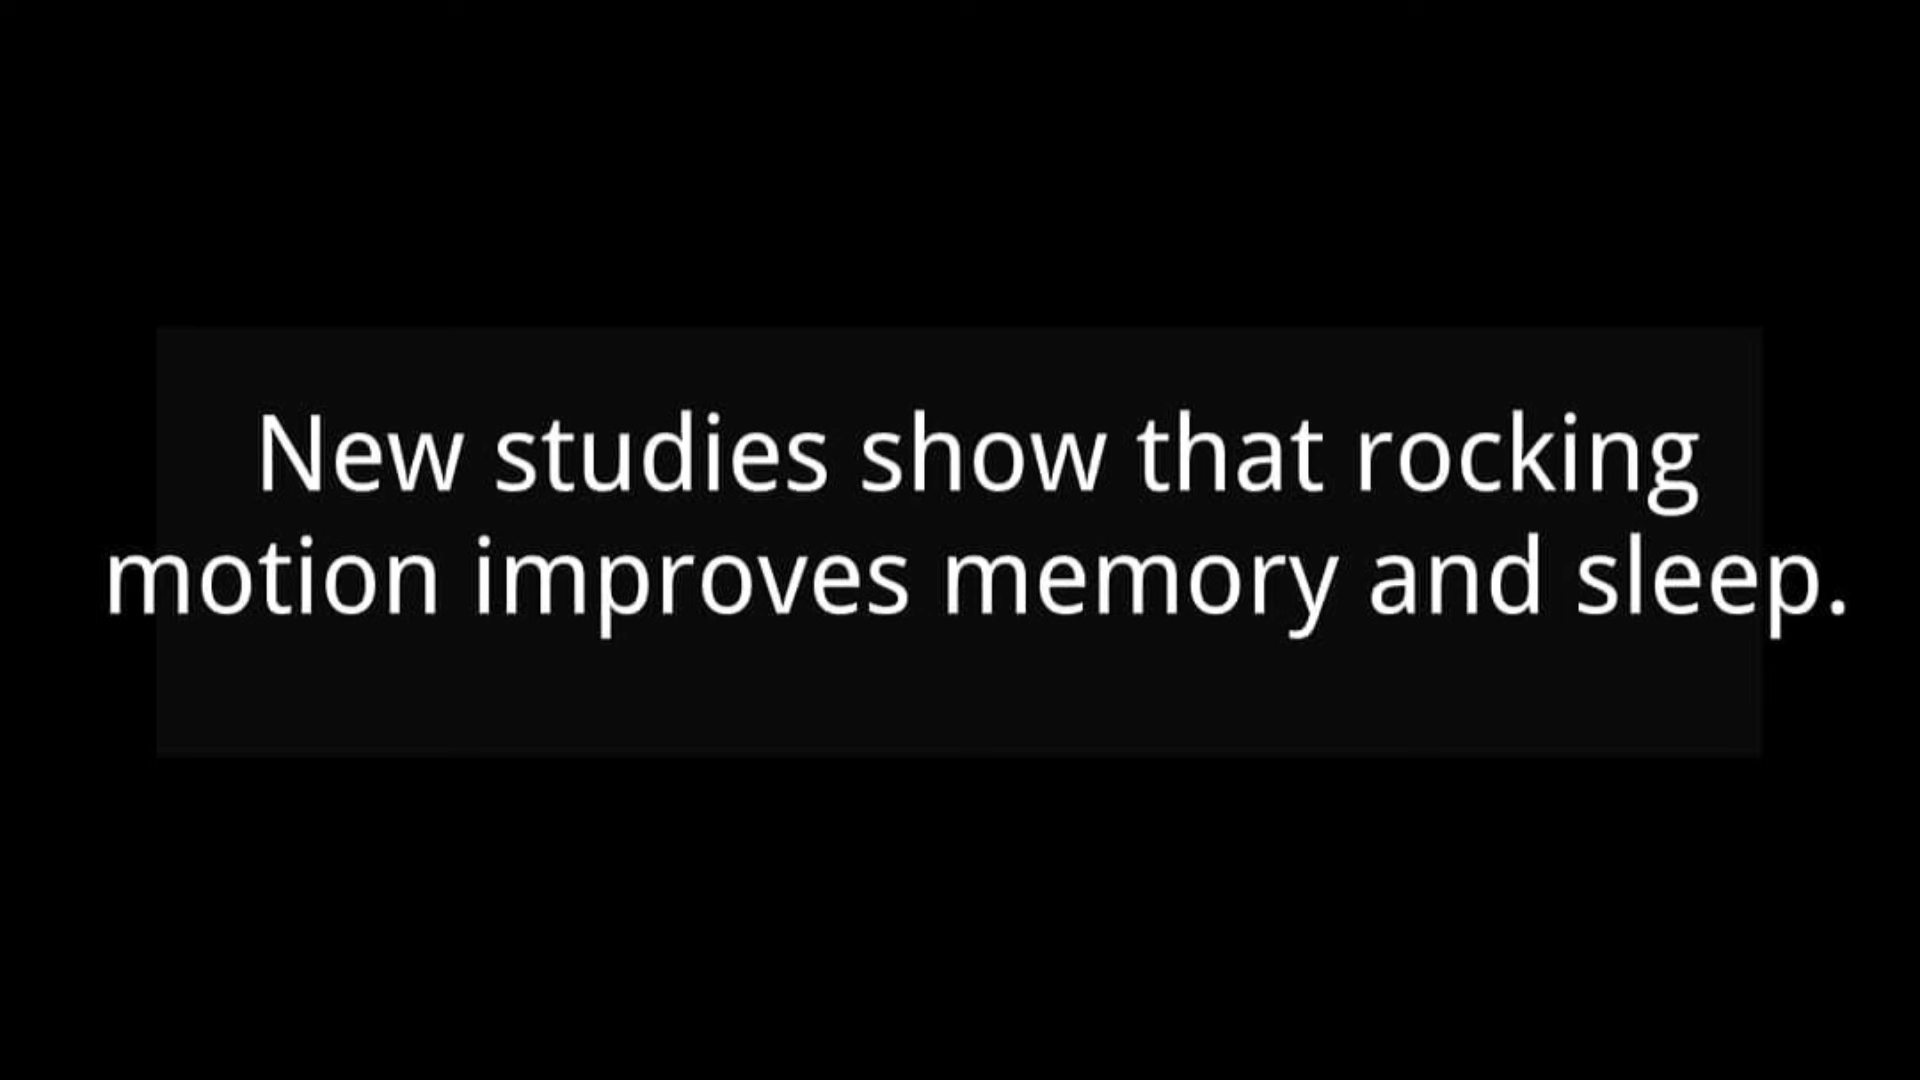 New studies show that rocking
motion improves memory and sleep.